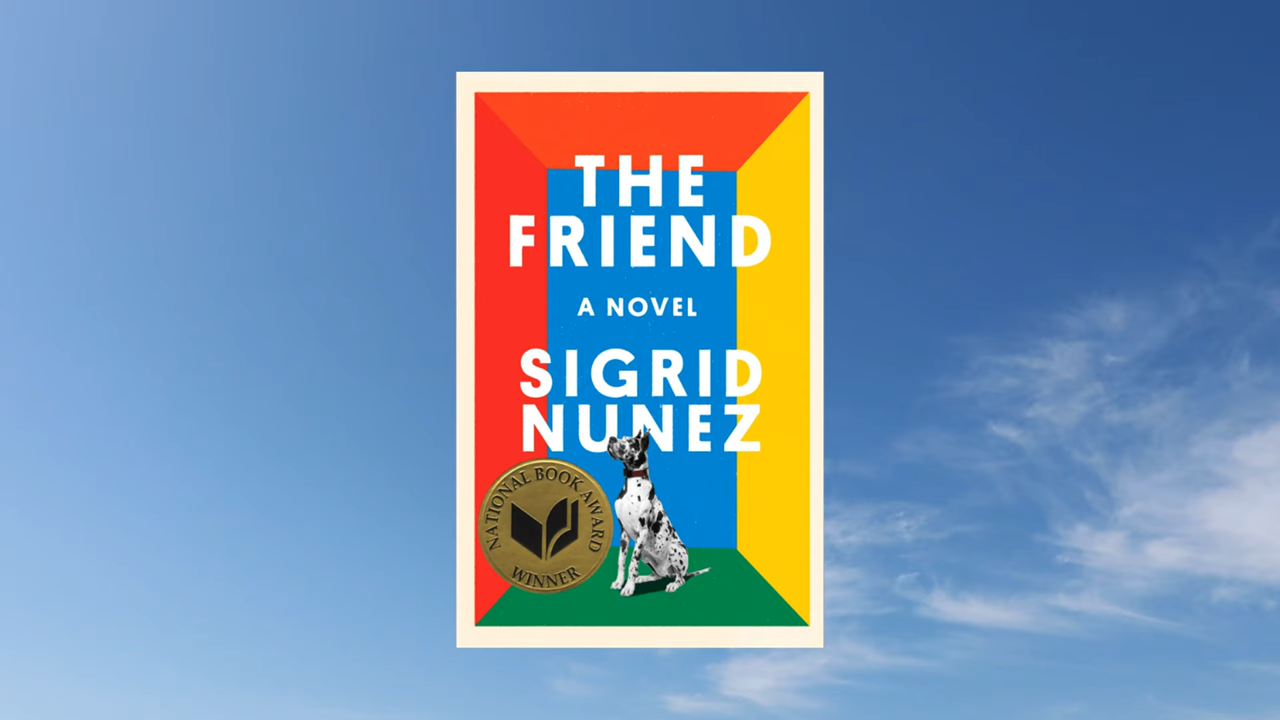 THE
FRIEND
A NOVEL
SIGRID
NUNEZ
NATIONAL BOOK AWARD
WINNER